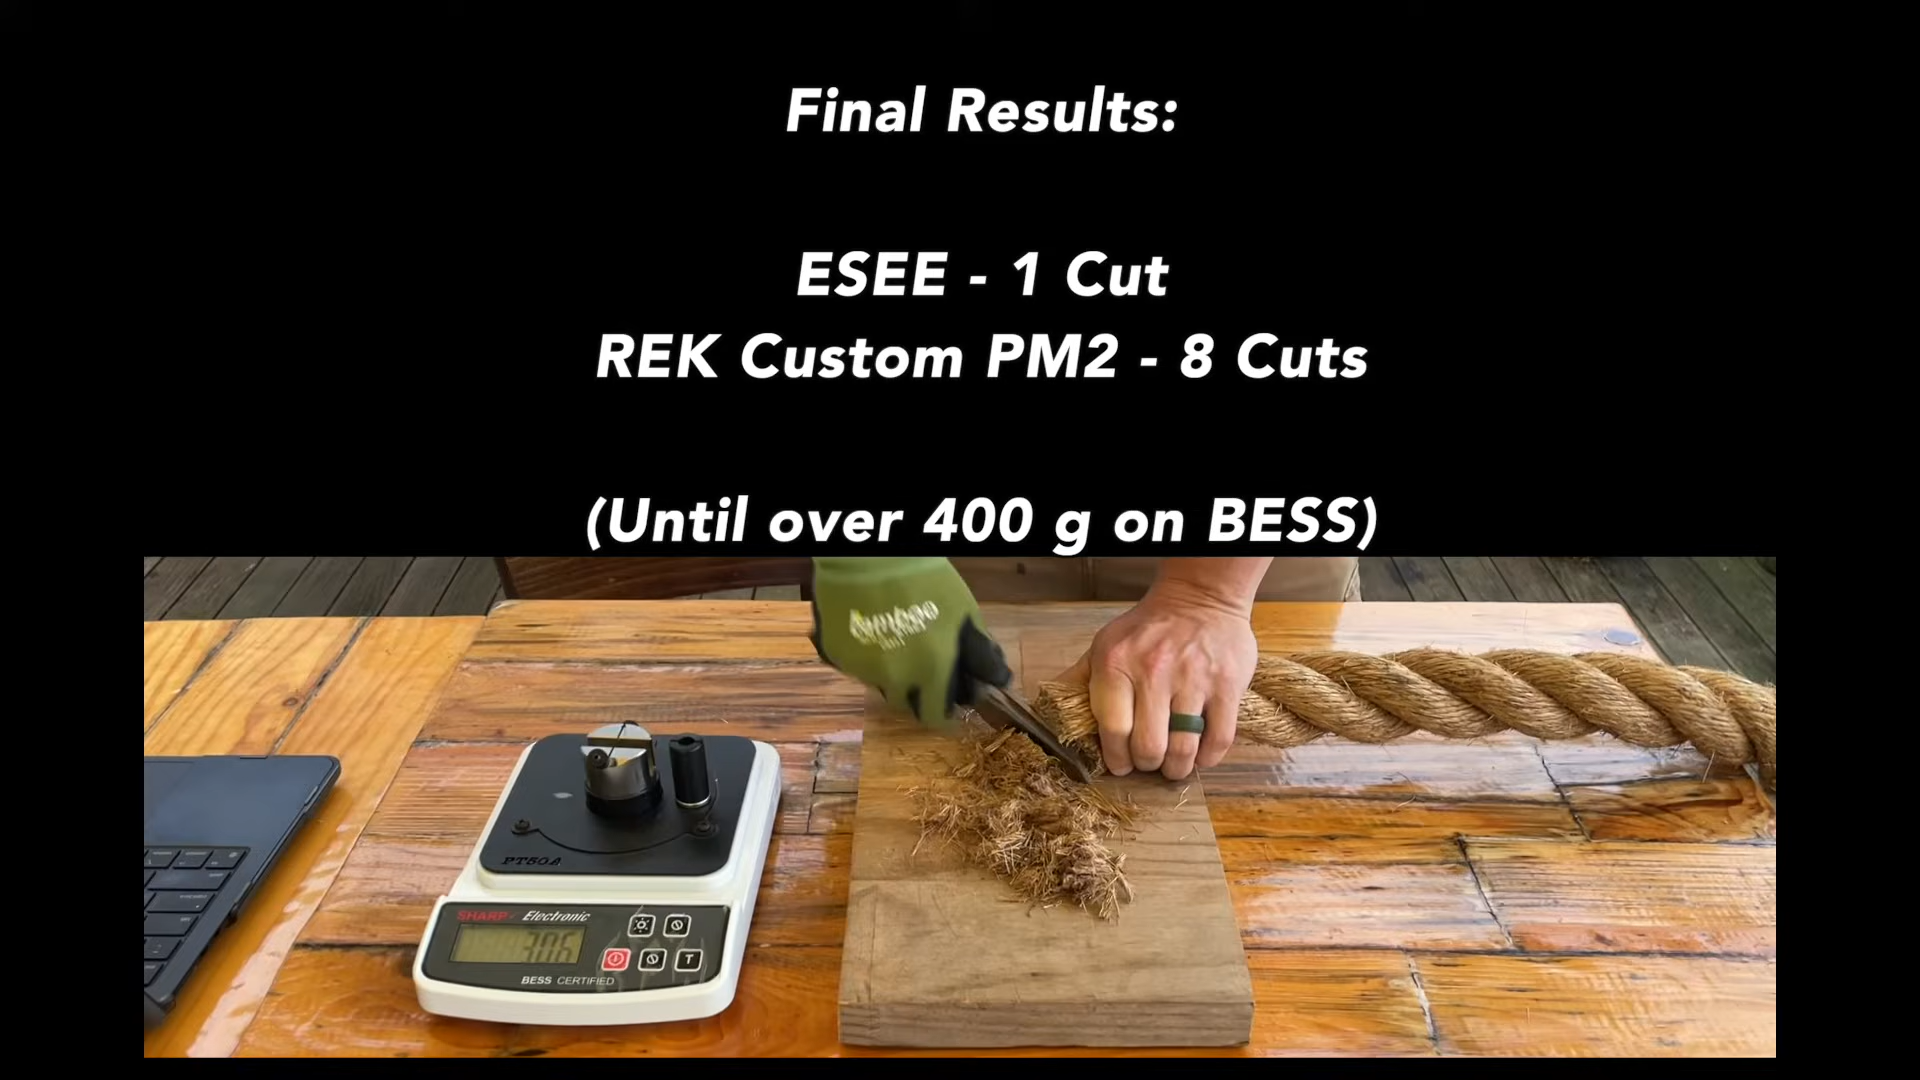 Final Results:
ESEE - 1 Cut
REK Custom PM2 - 8 Cuts
(Until over 400 g on BESS)
PT50A
SHARP Electronic
306
T
BESS CERTIFIED